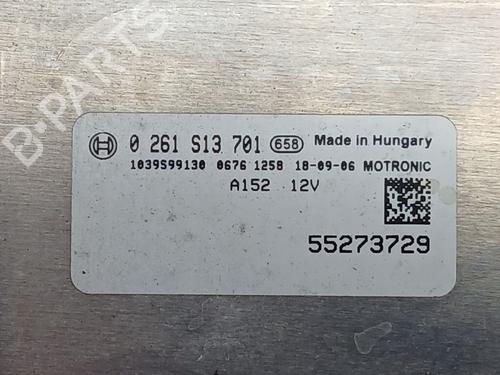 B-PARTS
0 261 S13 701 658 Made in Hungary
1039S99130 0676 1258 18-09-06 MOTRONIC
A152 12V
55273729